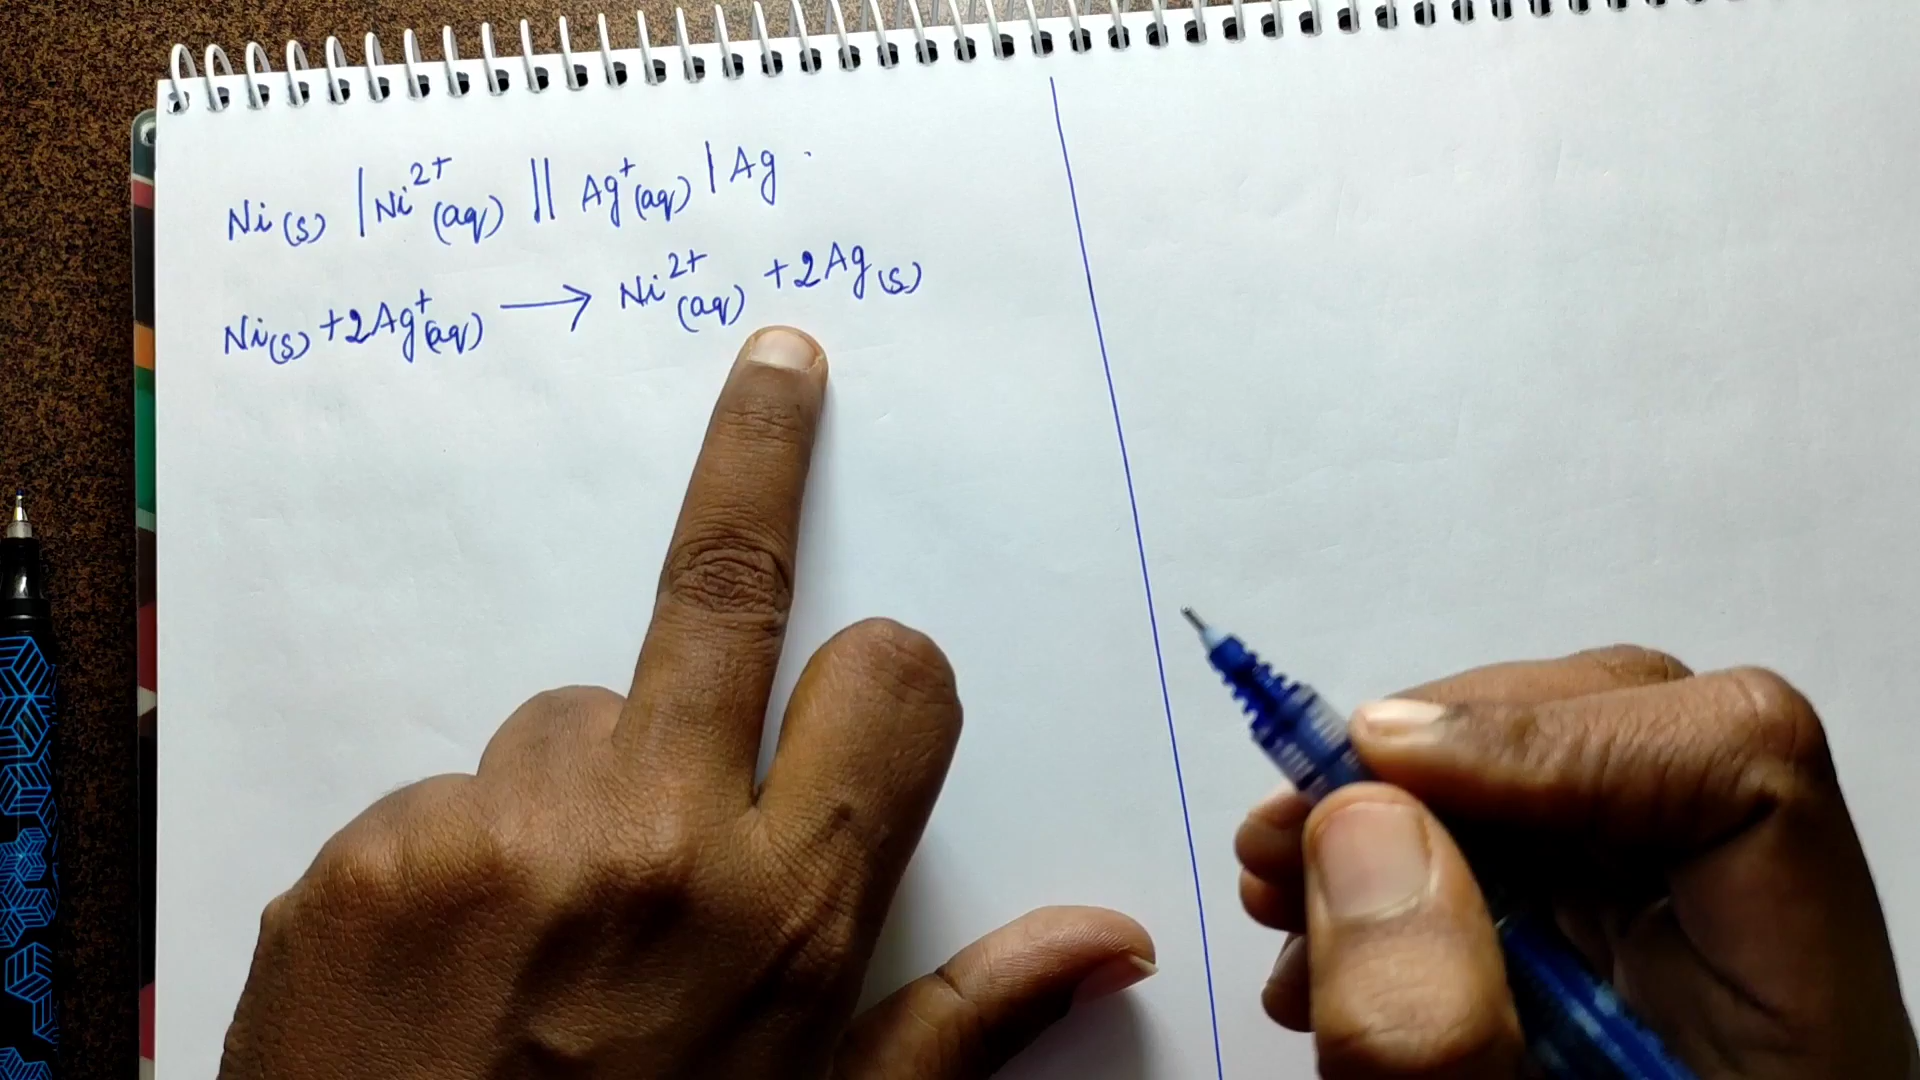 Ni(s) | Ni²⁺(aq) || Ag⁺(aq) | Ag .
Ni(s) + 2Ag⁺(aq) ⟶ Ni²⁺(aq) + 2Ag(s)